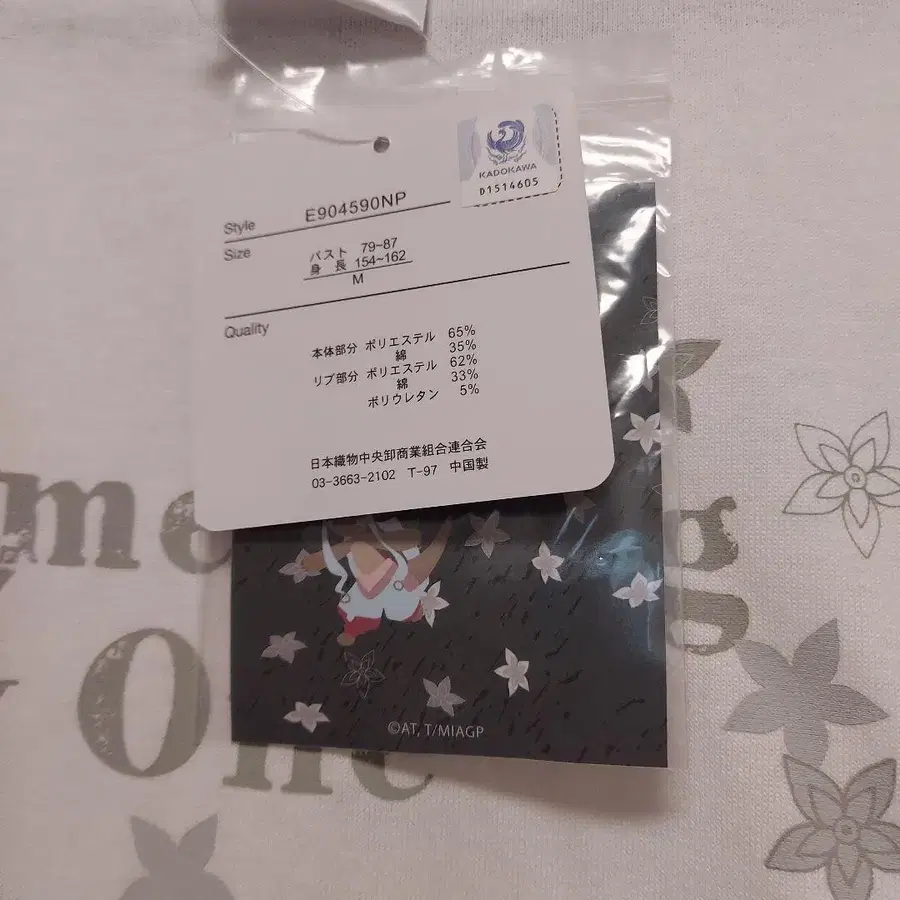 KADOKAWA
D1514605
Style E904590NP
Size
バスト 79~87
身長 154~162
M
Quality
本体部分 ポリエステル 65%
綿 35%
リブ部分 ポリエステル 62%
綿 33%
ポリウレタン 5%
日本織物中央卸商業組合連合会
03-3663-2102 T-97 中国製
©AT, T/MIAGP